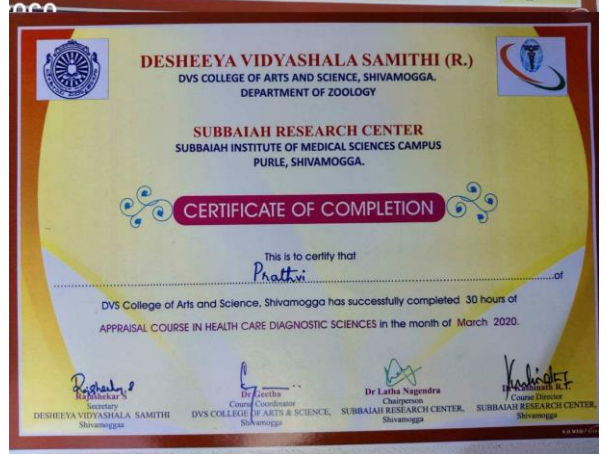 DESHEEYA VIDYASHALA SAMITHI (R.)
DVS COLLEGE OF ARTS AND SCIENCE, SHIVAMOGGA.
DEPARTMENT OF ZOOLOGY
SUBBAIAH RESEARCH CENTER
SUBBAIAH INSTITUTE OF MEDICAL SCIENCES CAMPUS
PURLE, SHIVAMOGGA.
CERTIFICATE OF COMPLETION
This is to certify that
Prathvi
of
DVS College of Arts and Science, Shivamogga has successfully completed 30 hours of
APPRAISAL COURSE IN HEALTH CARE DIAGNOSTIC SCIENCES in the month of March 2020.
Rajashekar S
Secretary
DESHEEYA VIDYASHALA SAMITHI
Shivamoggaa
Dr Geetha
Course Coordinator
DVS COLLEGE OF ARTS & SCIENCE,
Shivamogga
Dr Latha Nagendra
Chairperson
SUBBAIAH RESEARCH CENTER,
Shivamogga
Dr Kashinath R.T.
Course Director
SUBBAIAH RESEARCH CENTER,
Shivamogga